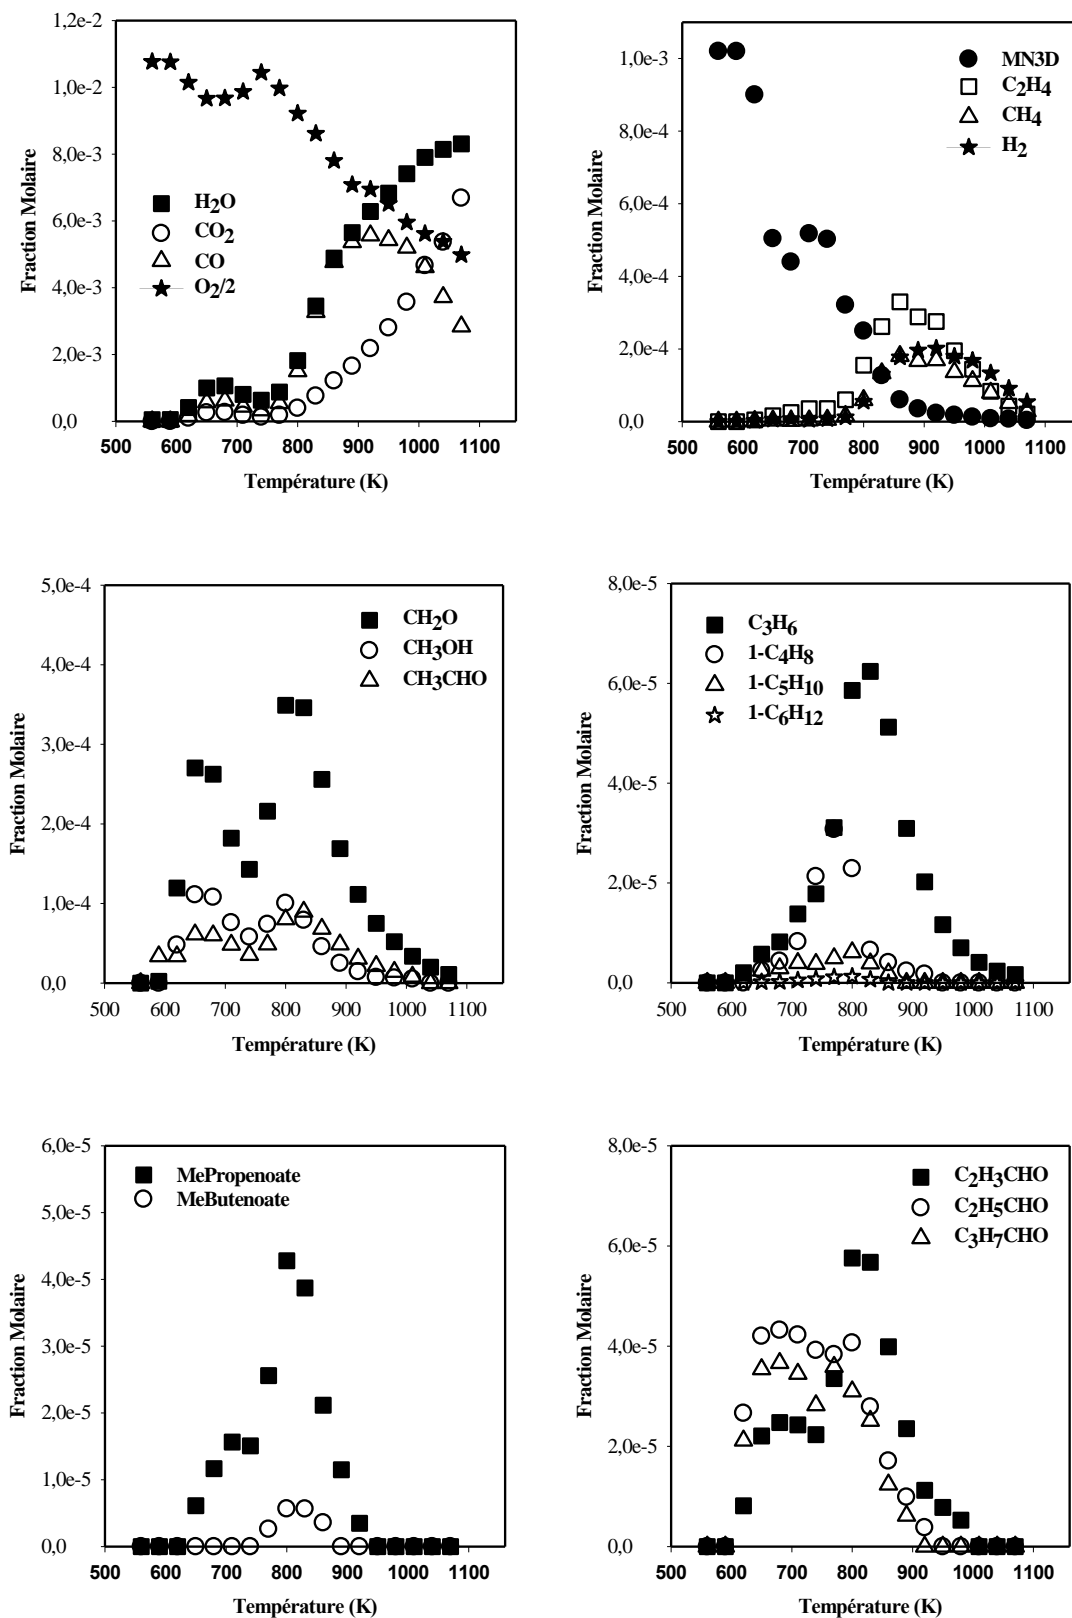 1,2e-2
1,0e-2
8,0e-3
6,0e-3
4,0e-3
2,0e-3
0,0
Fraction Molaire
H2O
CO2
CO
O2/2
500 600 700 800 900 1000 1100
Température (K)
1,0e-3
8,0e-4
6,0e-4
4,0e-4
2,0e-4
0,0
Fraction Molaire
MN3D
C2H4
CH4
H2
500 600 700 800 900 1000 1100
Température (K)
5,0e-4
4,0e-4
3,0e-4
2,0e-4
1,0e-4
0,0
Fraction Molaire
CH2O
CH3OH
CH3CHO
500 600 700 800 900 1000 1100
Température (K)
8,0e-5
6,0e-5
4,0e-5
2,0e-5
0,0
Fraction Molaire
C3H6
1-C4H8
1-C5H10
1-C6H12
500 600 700 800 900 1000 1100
Température (K)
6,0e-5
5,0e-5
4,0e-5
3,0e-5
2,0e-5
1,0e-5
0,0
Fraction Molaire
MePropenoate
MeButenoate
500 600 700 800 900 1000 1100
Température (K)
8,0e-5
6,0e-5
4,0e-5
2,0e-5
0,0
Fraction Molaire
C2H3CHO
C2H5CHO
C3H7CHO
500 600 700 800 900 1000 1100
Température (K)